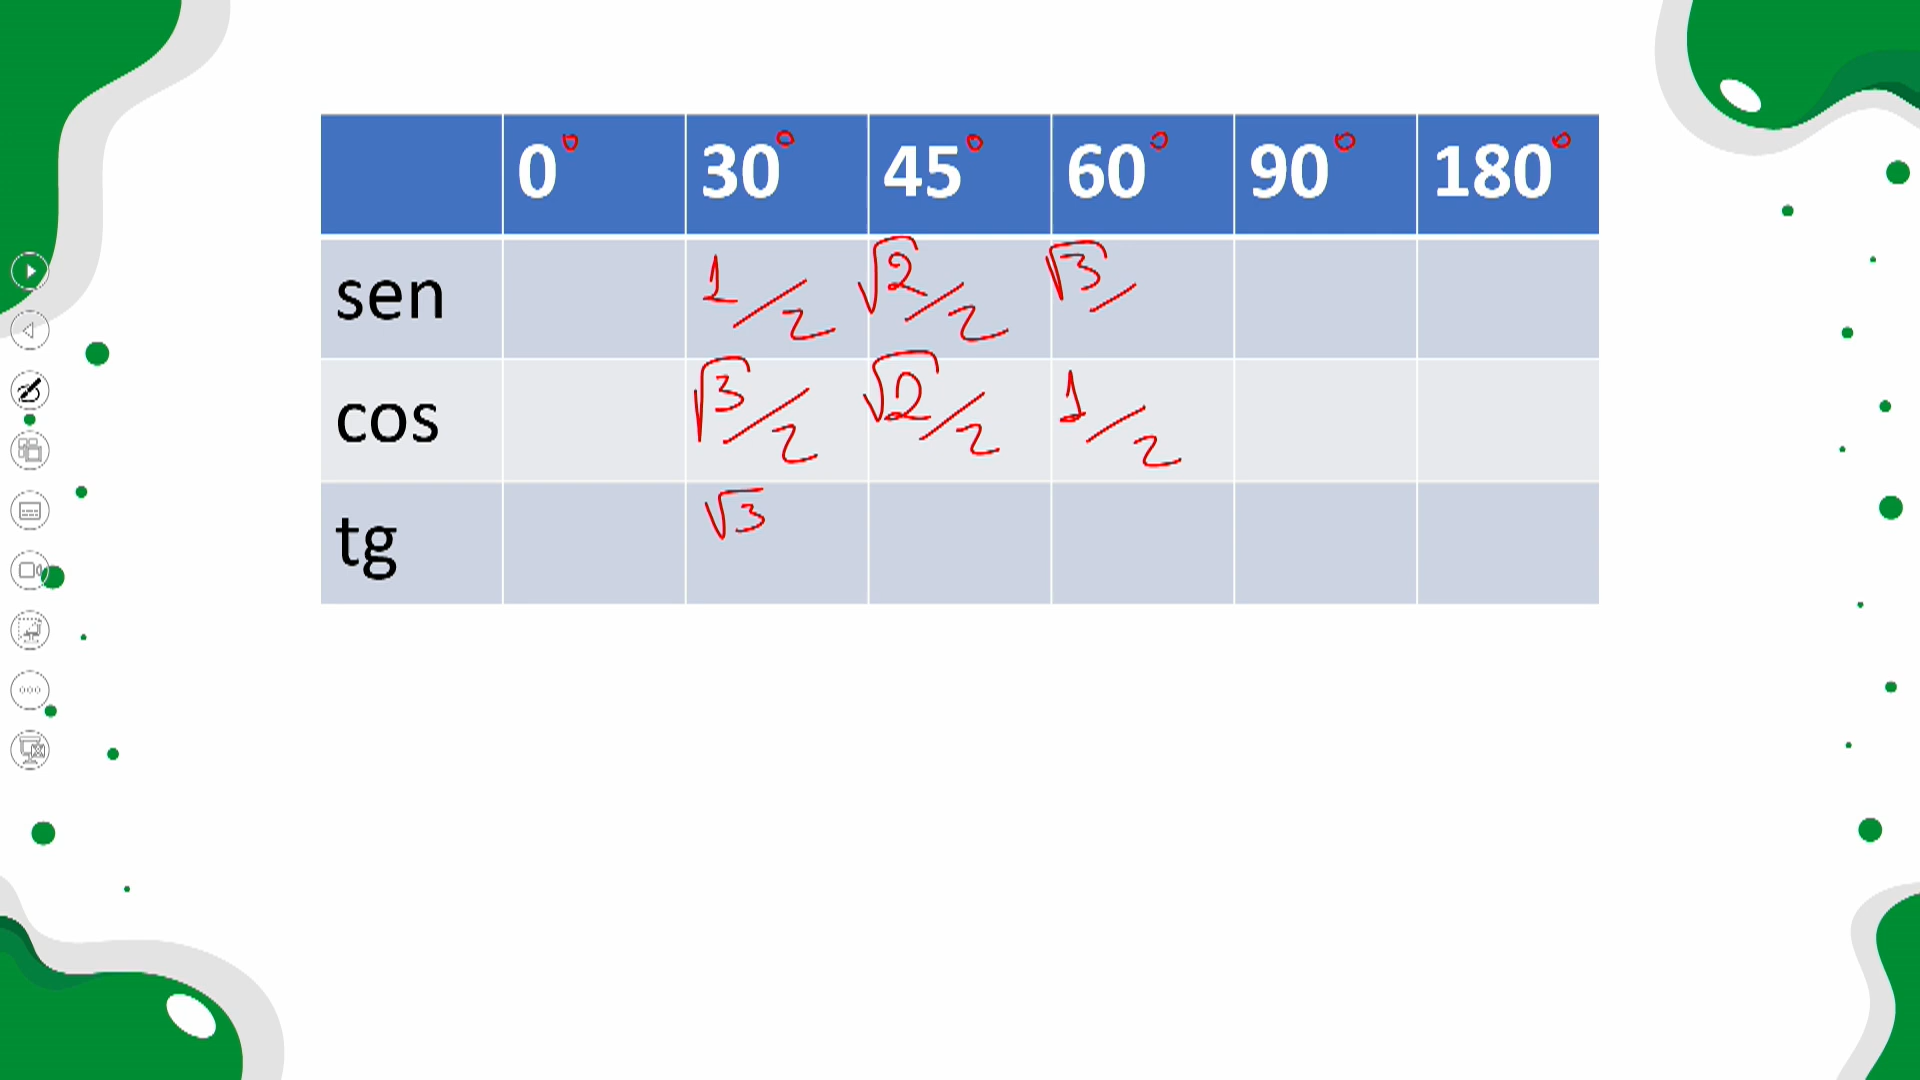 0° 30° 45° 60° 90° 180°
sen 1/2 √2/2 √3/
cos √3/2 √2/2 1/2
tg √3